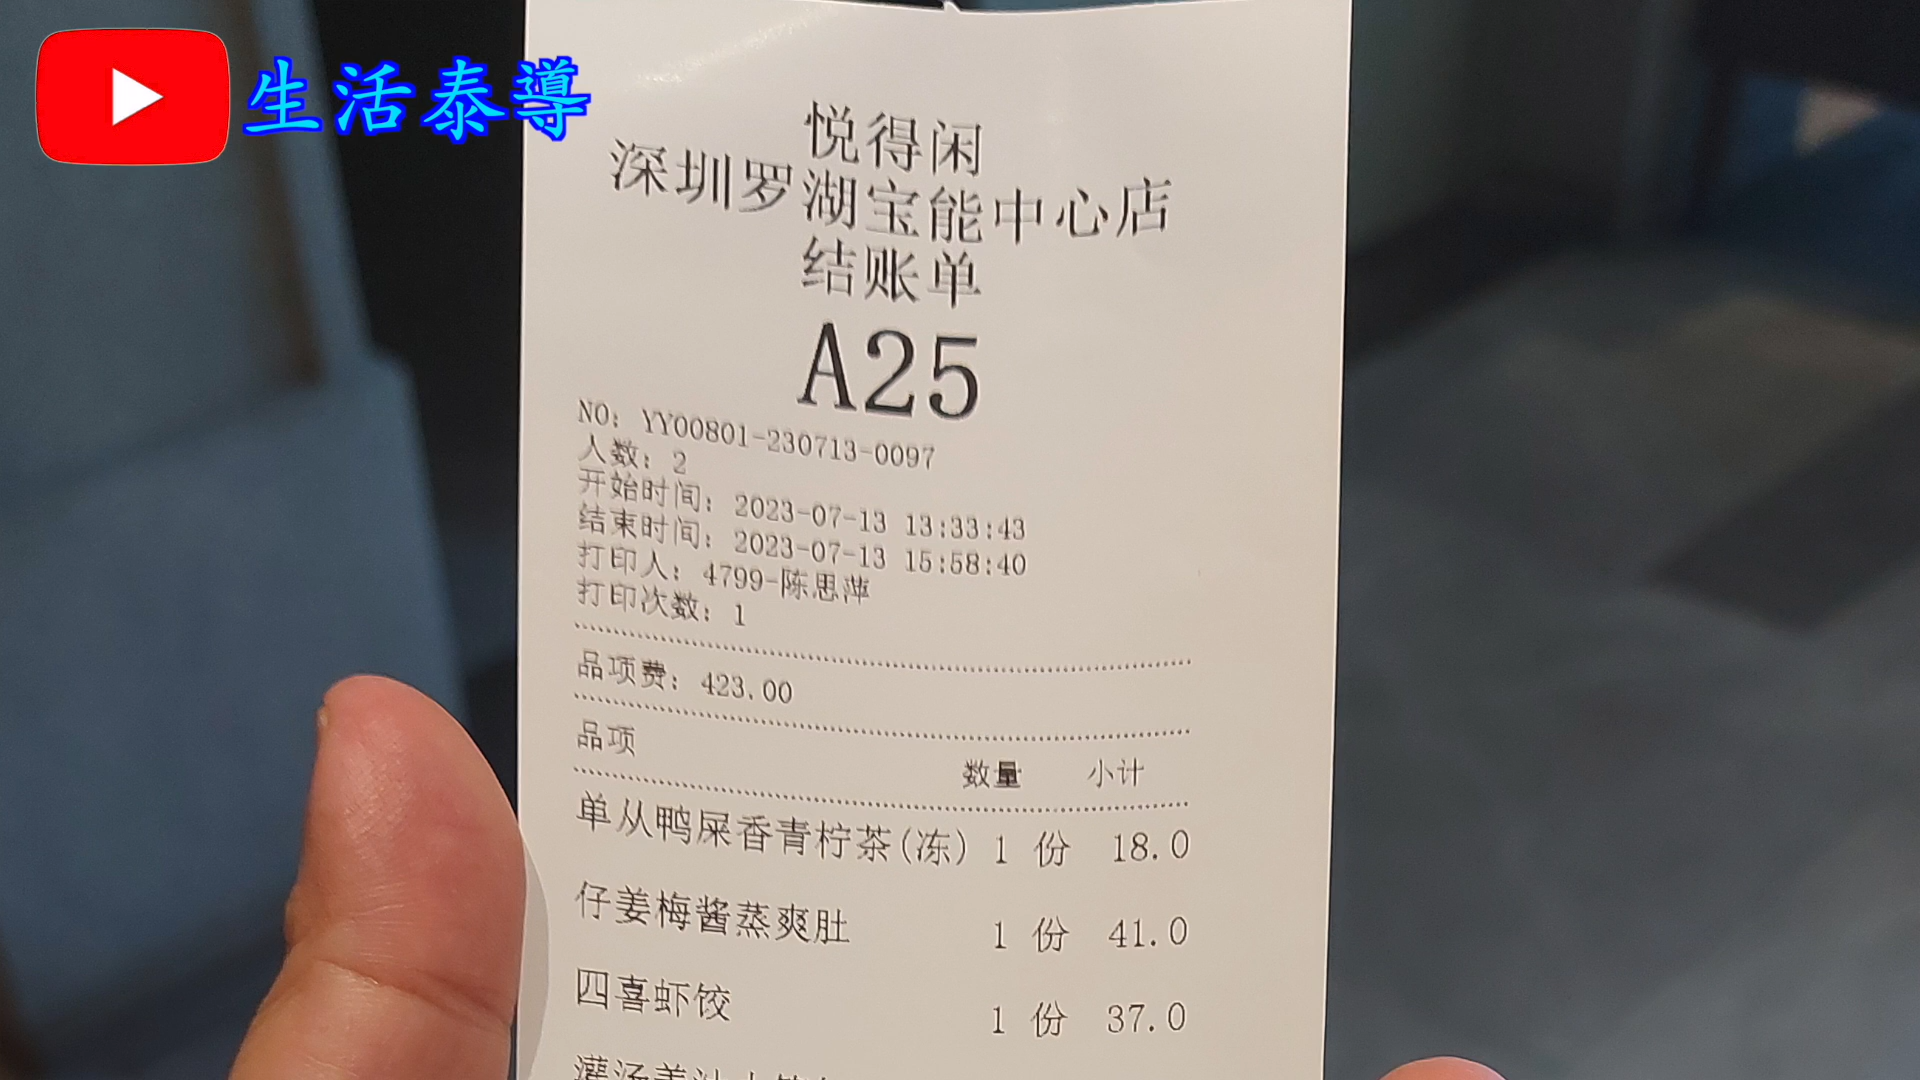 生活泰導
悦得闲
深圳罗湖宝能中心店
结账单
A25
NO: YY00801-230713-0097
人数: 2
开始时间: 2023-07-13 13:33:43
结束时间: 2023-07-13 15:58:40
打印人: 4799-陈思萍
打印次数: 1
品项费: 423.00
品项 数量 小计
单从鸭屎香青柠茶(冻) 1 份 18.0
仔姜梅酱蒸爽肚 1 份 41.0
四喜虾饺 1 份 37.0